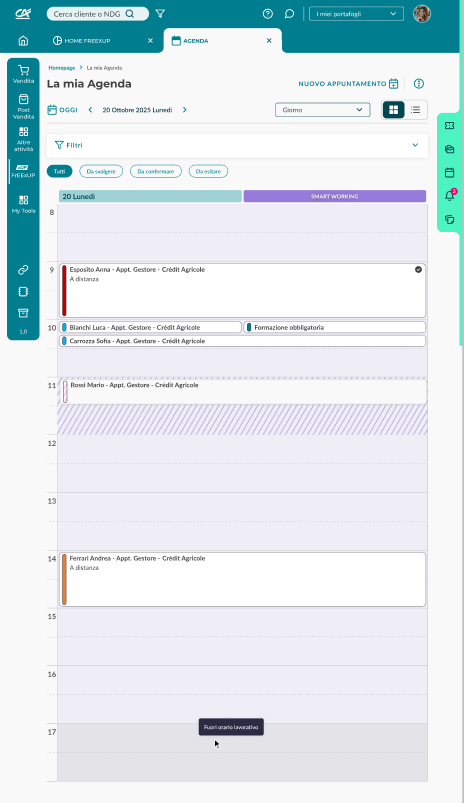 CA
Cerca cliente o NDG
I miei portafogli
HOME FREEXUP
AGENDA
Homepage > La mia Agenda
La mia Agenda
NUOVO APPUNTAMENTO
OGGI
20 Ottobre 2025 Lunedì
Giorno
Filtri
Tutti
Da svolgere
Da confermare
Da esitare
Vendita
Post
Vendita
Altre
attività
FrEExUP
My Tools
1.0
3
20 Lunedì
SMART WORKING
8
9
Esposito Anna - Appt. Gestore - Crédit Agricole
A distanza
10
Bianchi Luca - Appt. Gestore - Crédit Agricole
Formazione obbligatoria
Carrozza Sofia - Appt. Gestore - Crédit Agricole
11
Rossi Mario - Appt. Gestore - Crédit Agricole
12
13
14
Ferrari Andrea - Appt. Gestore - Crédit Agricole
A distanza
15
16
17
Fuori orario lavorativo